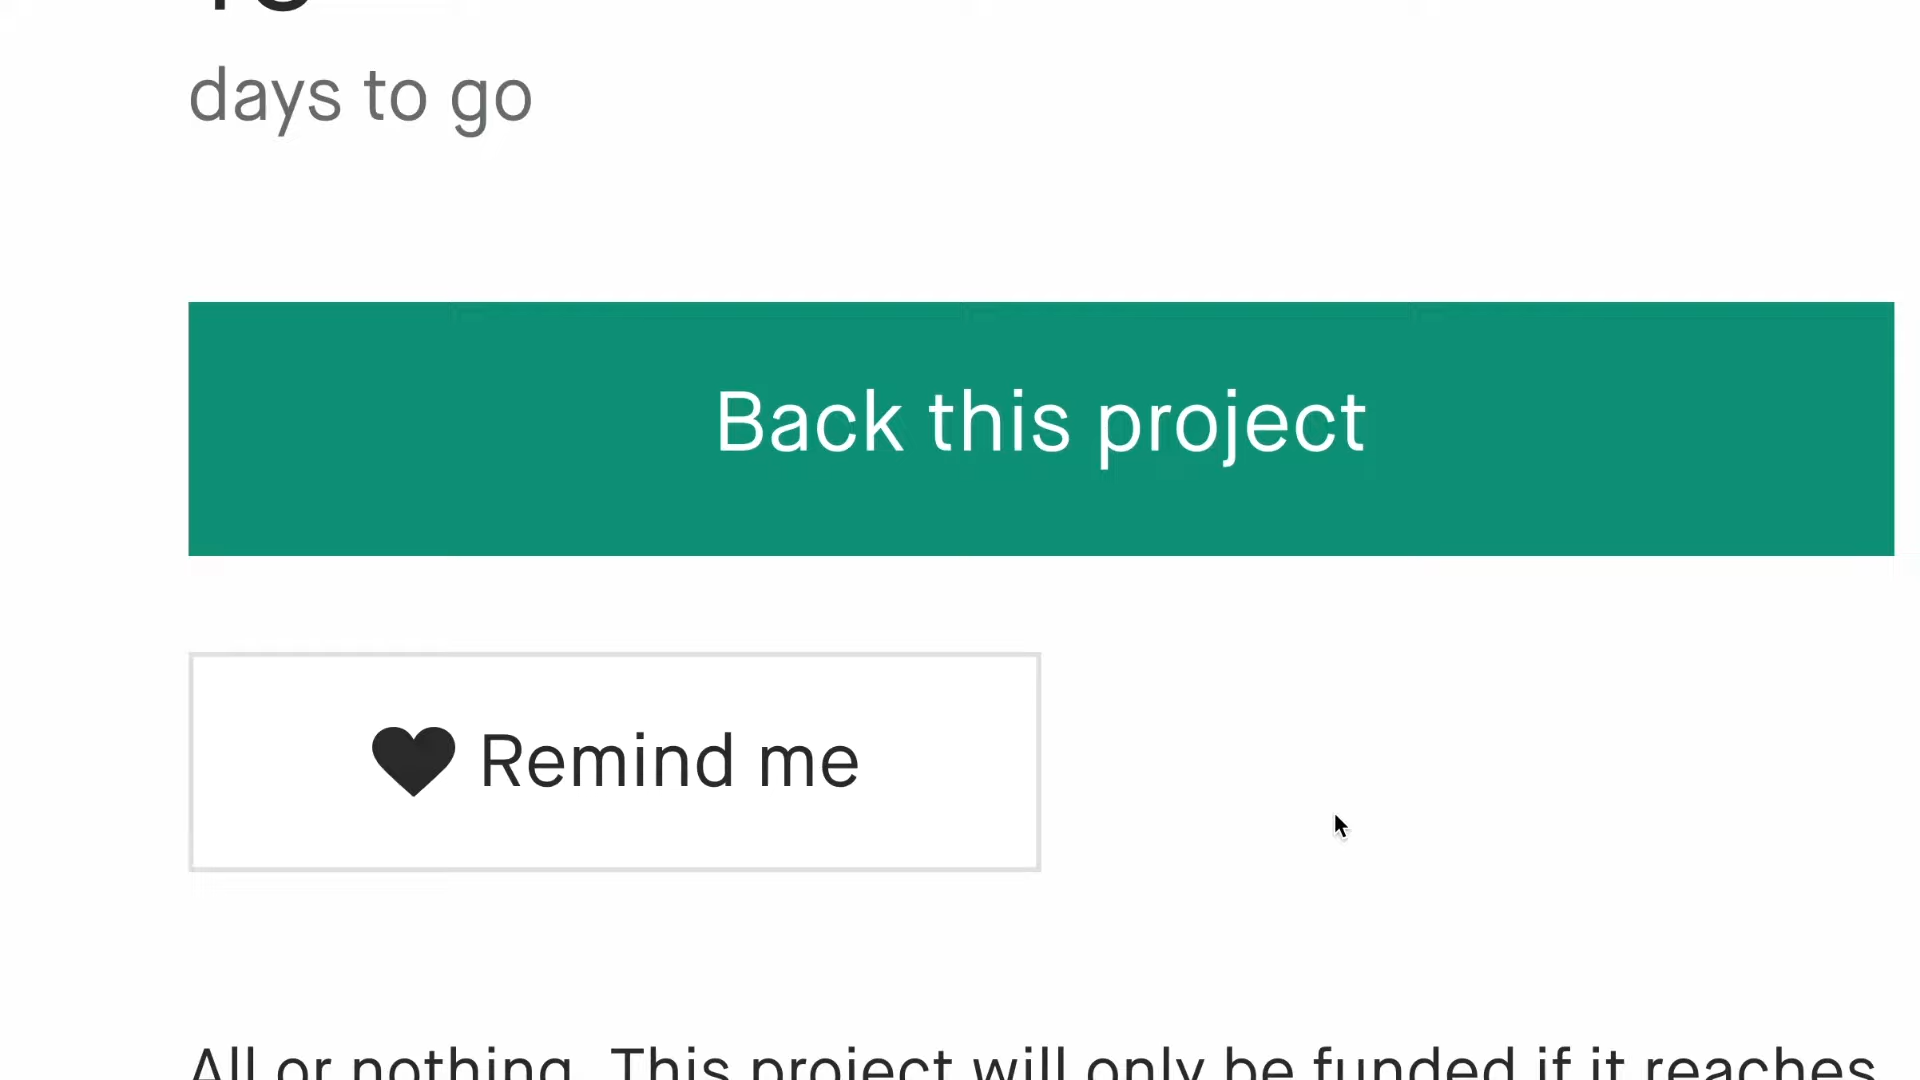 days to go
Back this project
Remind me
All or nothing. This project will only be funded if it reaches